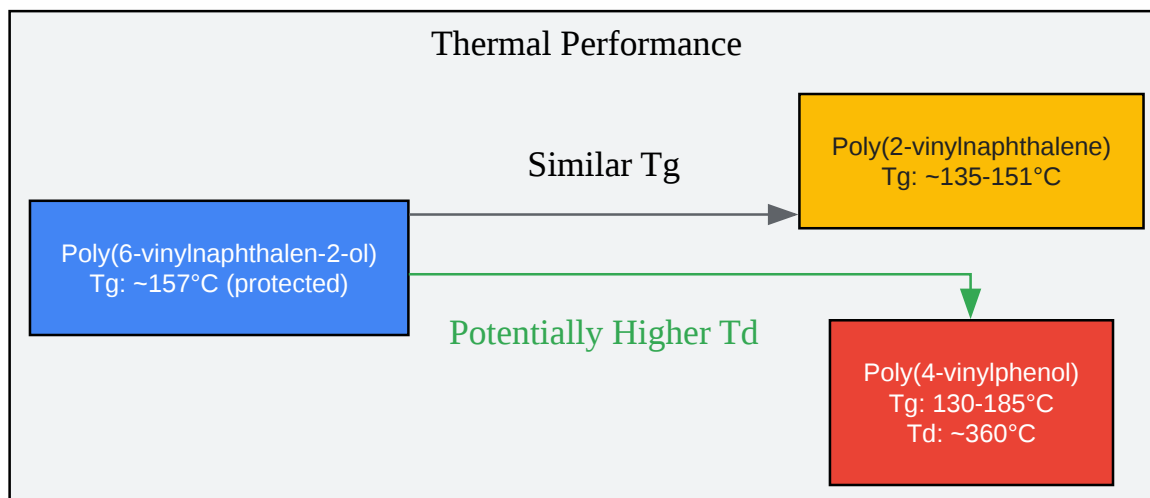 Thermal Performance
Poly(2-vinylnaphthalene)
Tg: ~135-151°C
Similar Tg
Poly(6-vinylnaphthalen-2-ol)
Tg: ~157°C (protected)
Potentially Higher Td
Poly(4-vinylphenol)
Tg: 130-185°C
Td: ~360°C